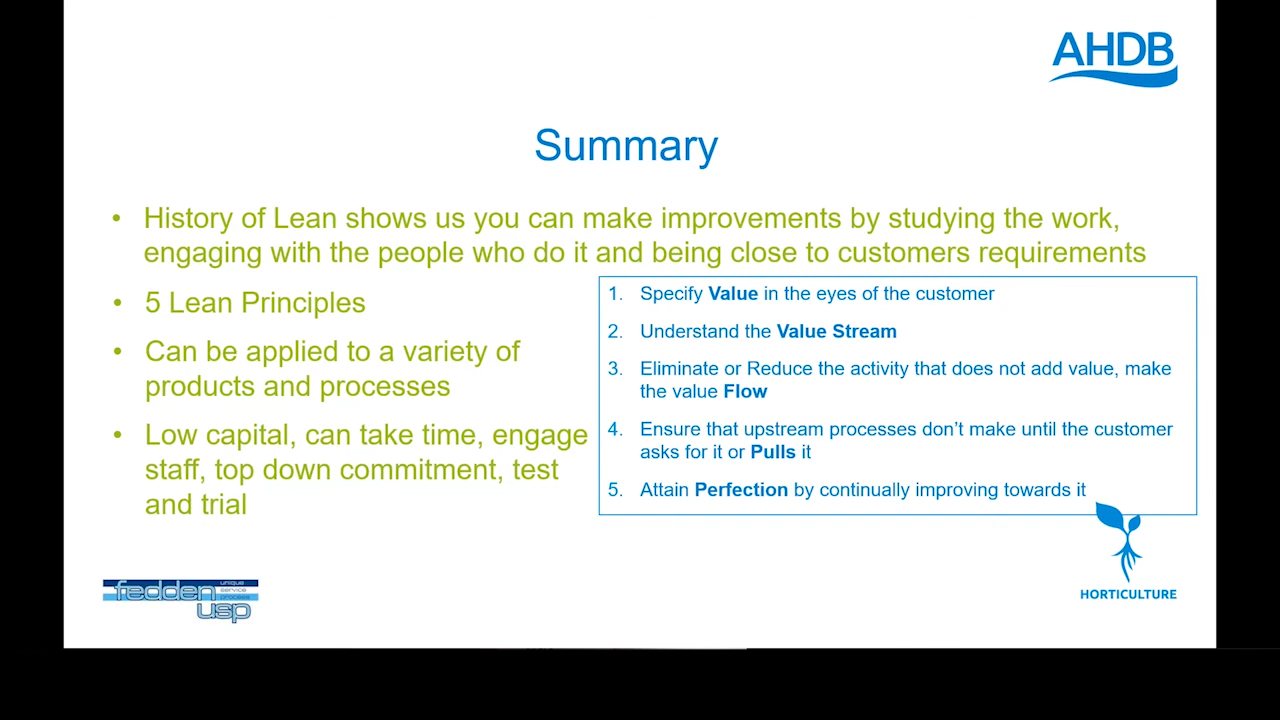 AHDB
Summary
• History of Lean shows us you can make improvements by studying the work,
engaging with the people who do it and being close to customers requirements
• 5 Lean Principles
• Can be applied to a variety of
products and processes
• Low capital, can take time, engage
staff, top down commitment, test
and trial
1. Specify Value in the eyes of the customer
2. Understand the Value Stream
3. Eliminate or Reduce the activity that does not add value, make
the value Flow
4. Ensure that upstream processes don’t make until the customer
asks for it or Pulls it
5. Attain Perfection by continually improving towards it
fedden
unique
service
process
usp
HORTICULTURE